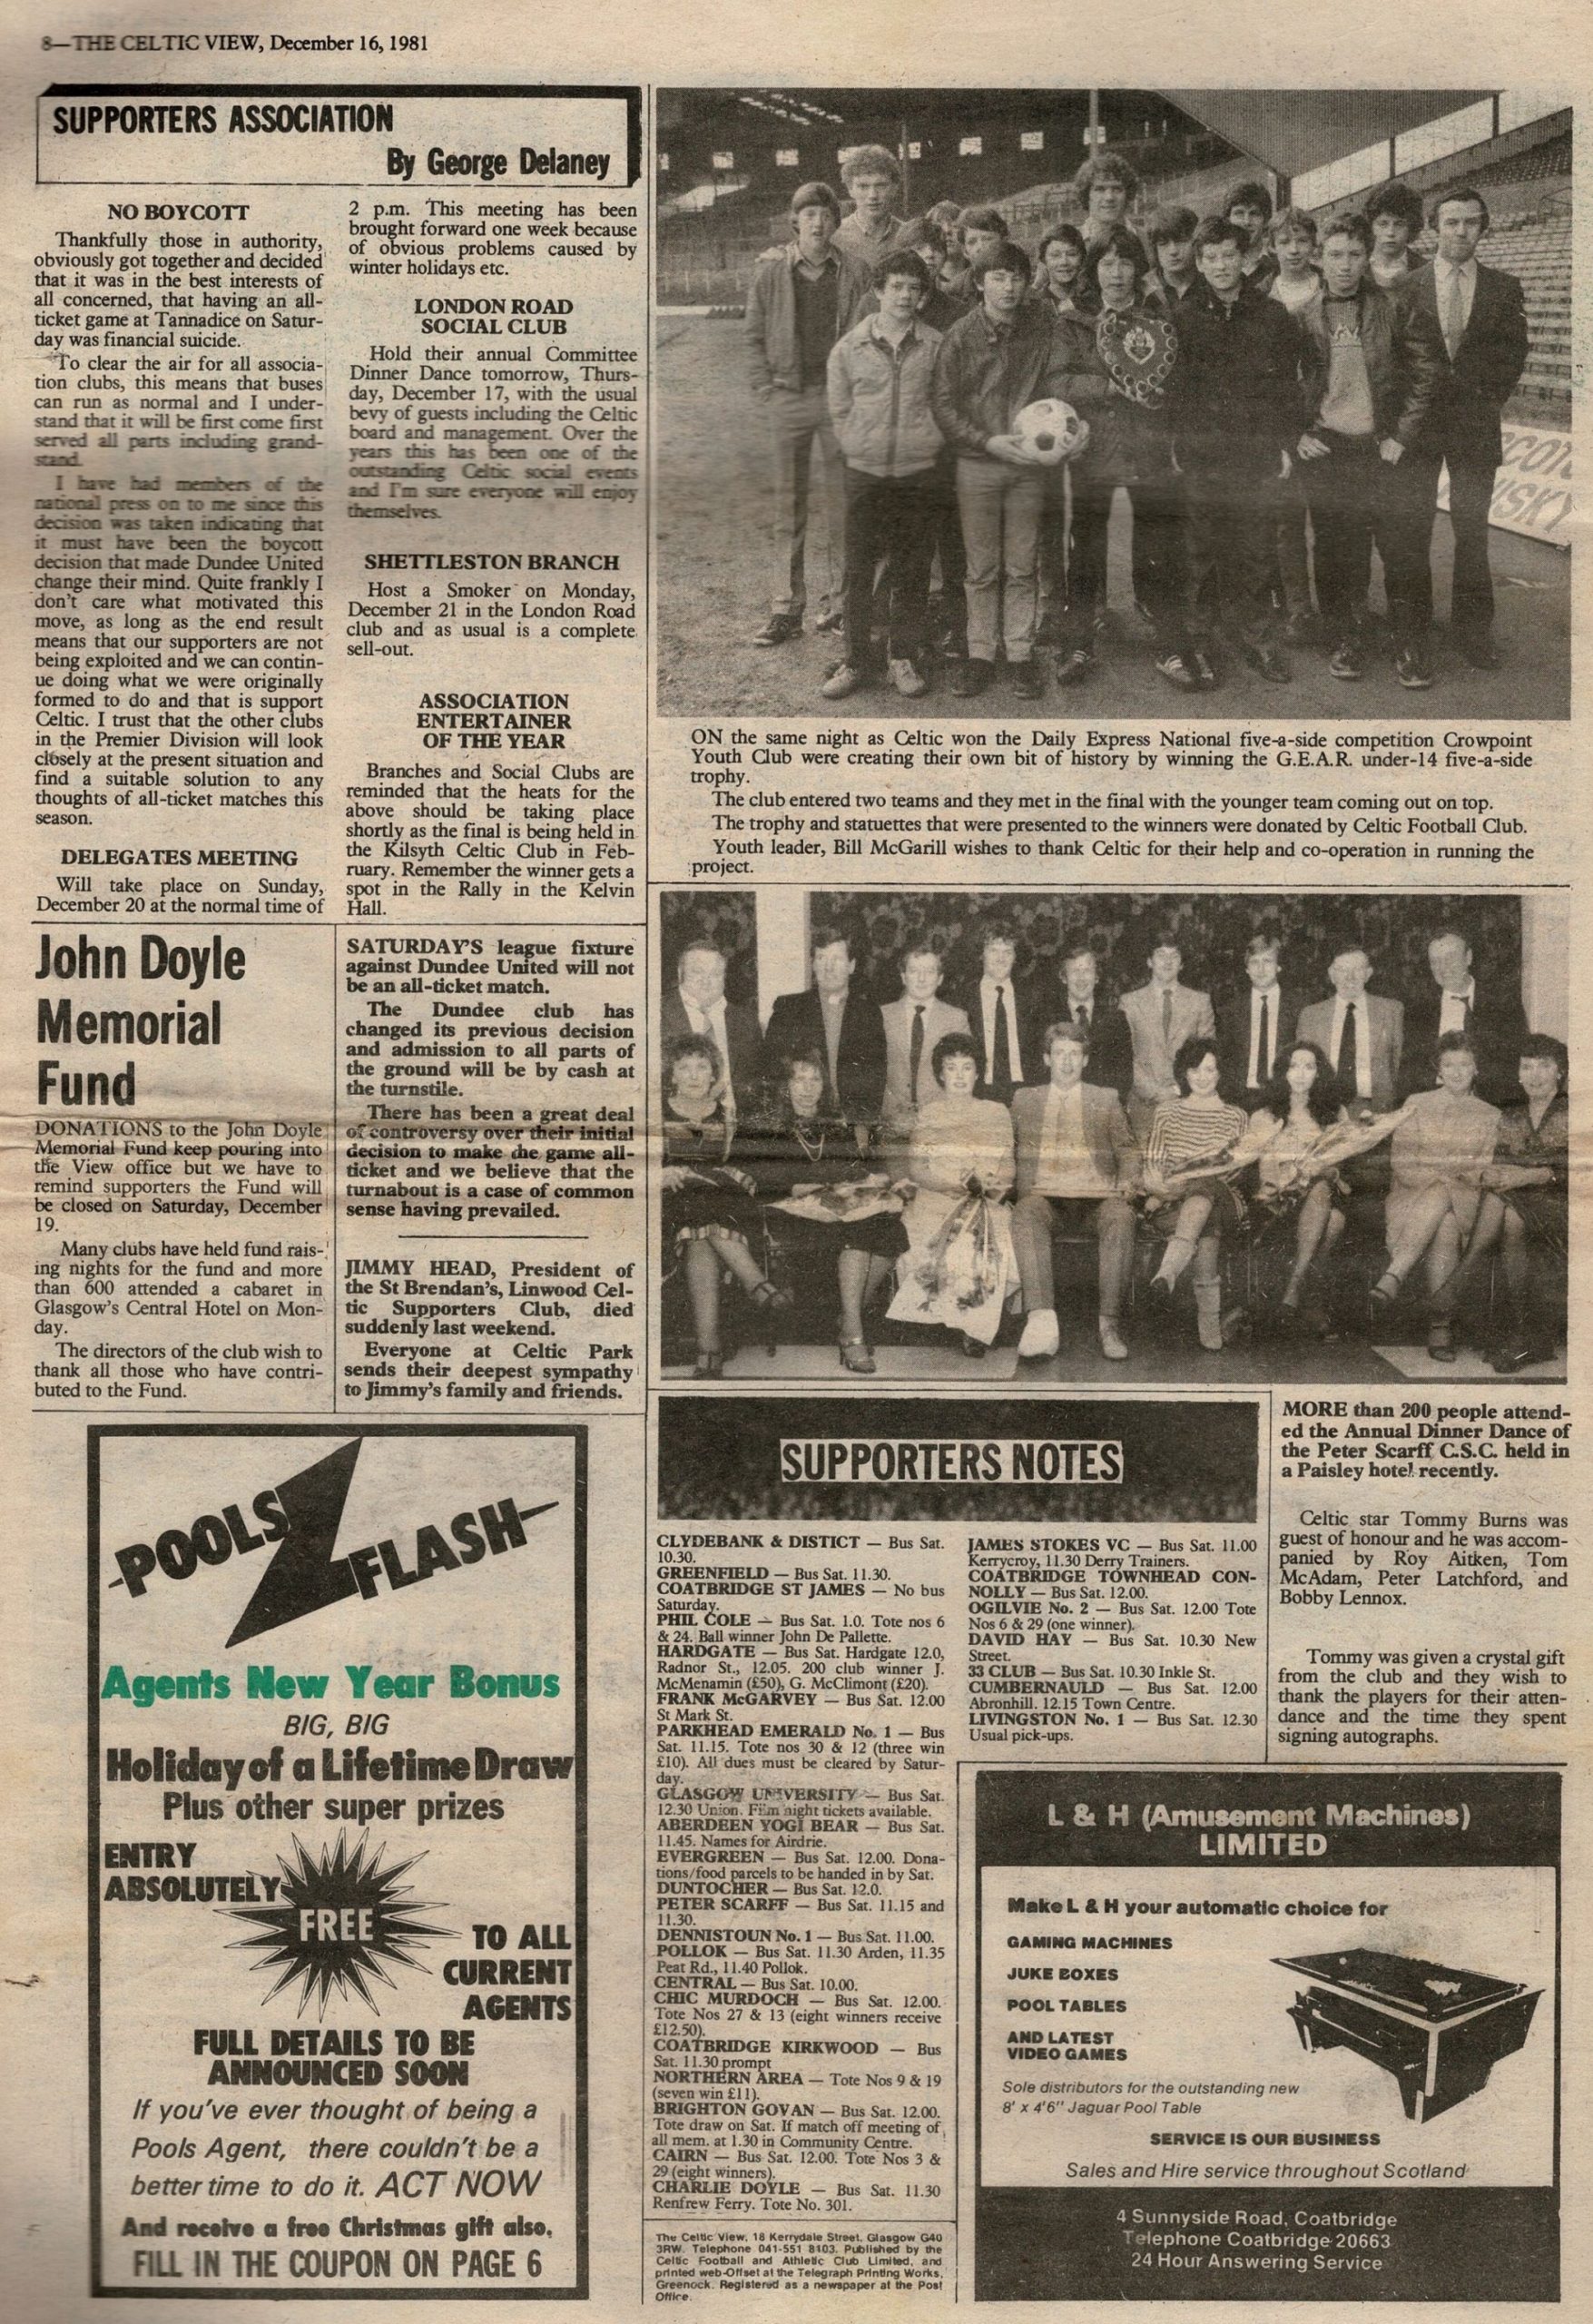 8—THE CELTIC VIEW, December 16, 1981
SUPPORTERS ASSOCIATION
By George Delaney
NO BOYCOTT
Thankfully those in authority,
obviously got together and decided
that it was in the best interests of
all concerned, that having an all-
ticket game at Tannadice on Satur-
day was financial suicide.
To clear the air for all associa-
tion clubs, this means that buses
can run as normal and I under-
stand that it will be first come first
served all parts including grand-
stand.
I have had members of the
national press on to me since this
decision was taken indicating that
it must have been the boycott
decision that made Dundee United
change their mind. Quite frankly I
don't care what motivated this
move, as long as the end result
means that our supporters are not
being exploited and we can contin-
ue doing what we were originally
formed to do and that is support
Celtic. I trust that the other clubs
in the Premier Division will look
closely at the present situation and
find a suitable solution to any
thoughts of all-ticket matches this
season.
DELEGATES MEETING
Will take place on Sunday,
December 20 at the normal time of
2 p.m. This meeting has been
brought forward one week because
of obvious problems caused by
winter holidays etc.
LONDON ROAD
SOCIAL CLUB
Hold their annual Committee
Dinner Dance tomorrow, Thurs-
day, December 17, with the usual
bevy of guests including the Celtic
board and management. Over the
years this has been one of the
outstanding Celtic social events
and I'm sure everyone will enjoy
themselves.
SHETTLESTON BRANCH
Host a Smoker on Monday,
December 21 in the London Road
club and as usual is a complete
sell-out.
ASSOCIATION
ENTERTAINER
OF THE YEAR
Branches and Social Clubs are
reminded that the heats for the
above should be taking place
shortly as the final is being held in
the Kilsyth Celtic Club in Feb-
ruary. Remember the winner gets a
spot in the Rally in the Kelvin
Hall.
John Doyle
Memorial
Fund
DONATIONS to the John Doyle
Memorial Fund keep pouring into
the View office but we have to
remind supporters the Fund will
be closed on Saturday, December
19.
Many clubs have held fund rais-
ing nights for the fund and more
than 600 attended a cabaret in
Glasgow's Central Hotel on Mon-
day.
The directors of the club wish to
thank all those who have contri-
buted to the Fund.
SATURDAY'S league fixture
against Dundee United will not
be an all-ticket match.
The Dundee club has
changed its previous decision
and admission to all parts of
the ground will be by cash at
the turnstile.
There has been a great deal
of controversy over their initial
decision to make the game all-
ticket and we believe that the
turnabout is a case of common
sense having prevailed.
JIMMY HEAD, President of
the St Brendan's, Linwood Cel-
tic Supporters Club, died
suddenly last weekend.
Everyone at Celtic Park
sends their deepest sympathy
to Jimmy's family and friends.
POOLS FLASH
Agents New Year Bonus
BIG, BIG
Holiday of a Lifetime Draw
Plus other super prizes
ENTRY
ABSOLUTELY
FREE
TO ALL
CURRENT
AGENTS
FULL DETAILS TO BE
ANNOUNCED SOON
If you've ever thought of being a
Pools Agent, there couldn't be a
better time to do it. ACT NOW
And receive a free Christmas gift also,
FILL IN THE COUPON ON PAGE 6
ON the same night as Celtic won the Daily Express National five-a-side competition Crowpoint
Youth Club were creating their own bit of history by winning the G.E.A.R. under-14 five-a-side
trophy.
The club entered two teams and they met in the final with the younger team coming out on top.
The trophy and statuettes that were presented to the winners were donated by Celtic Football Club.
Youth leader, Bill McGarill wishes to thank Celtic for their help and co-operation in running the
project.
SUPPORTERS NOTES
CLYDEBANK & DISTICT — Bus Sat.
10.30.
GREENFIELD — Bus Sat. 11.30.
COATBRIDGE ST JAMES — No bus
Saturday.
PHIL COLE — Bus Sat. 1.0. Tote nos 6
& 24. Ball winner John De Pallette.
HARDGATE — Bus Sat. Hardgate 12.0,
Radnor St., 12.05. 200 club winner J.
McMenamin (£50), G. McClimont (£20).
FRANK McGARVEY — Bus Sat. 12.00
St Mark St.
PARKHEAD EMERALD No. 1 — Bus
Sat. 11.15. Tote nos 30 & 12 (three win
£10). All dues must be cleared by Satur-
day.
GLASGOW UNIVERSITY — Bus Sat.
12.30 Union. Film night tickets available.
ABERDEEN YOGI BEAR — Bus Sat.
11.45. Names for Airdrie.
EVERGREEN — Bus Sat. 12.00. Dona-
tions/food parcels to be handed in by Sat.
DUNTOCHER — Bus Sat. 12.0.
PETER SCARFF — Bus Sat. 11.15 and
11.30.
DENNISTOUN No. 1 — Bus Sat. 11.00.
POLLOK — Bus Sat. 11.30 Arden, 11.35
Peat Rd., 11.40 Pollok.
CENTRAL — Bus Sat. 10.00.
CHIC MURDOCH — Bus Sat. 12.00.
Tote Nos 27 & 13 (eight winners receive
£12.50).
COATBRIDGE KIRKWOOD — Bus
Sat. 11.30 prompt
NORTHERN AREA — Tote Nos 9 & 19
(seven win £11).
BRIGHTON GOVAN — Bus Sat. 12.00.
Tote draw on Sat. If match off meeting of
all mem. at 1.30 in Community Centre.
CAIRN — Bus Sat. 12.00. Tote Nos 3 &
29 (eight winners).
CHARLIE DOYLE — Bus Sat. 11.30
Renfrew Ferry. Tote No. 301.
JAMES STOKES VC — Bus Sat. 11.00
Kerrycroy, 11.30 Derry Trainers.
COATBRIDGE TOWNHEAD CON-
NOLLY — Bus Sat. 12.00.
OGILVIE No. 2 — Bus Sat. 12.00 Tote
Nos 6 & 29 (one winner).
DAVID HAY — Bus Sat. 10.30 New
Street.
33 CLUB — Bus Sat. 10.30 Inkle St.
CUMBERNAULD — Bus Sat. 12.00
Abronhill. 12.15 Town Centre.
LIVINGSTON No. 1 — Bus Sat. 12.30
Usual pick-ups.
The Celtic View, 18 Kerrydale Street, Glasgow G40
3RW. Telephone 041-551 8103. Published by the
Celtic Football and Athletic Club Limited, and
printed web-Offset at the Telegraph Printing Works,
Greenock. Registered as a newspaper at the Post
Office.
MORE than 200 people attend-
ed the Annual Dinner Dance of
the Peter Scarff C.S.C. held in
a Paisley hotel recently.
Celtic star Tommy Burns was
guest of honour and he was accom-
panied by Roy Aitken, Tom
McAdam, Peter Latchford, and
Bobby Lennox.
Tommy was given a crystal gift
from the club and they wish to
thank the players for their atten-
dance and the time they spent
signing autographs.
L & H (Amusement Machines)
LIMITED
Make L & H your automatic choice for
GAMING MACHINES
JUKE BOXES
POOL TABLES
AND LATEST
VIDEO GAMES
Sole distributors for the outstanding new
8' x 4'6" Jaguar Pool Table
SERVICE IS OUR BUSINESS
Sales and Hire service throughout Scotland
4 Sunnyside Road, Coatbridge
Telephone Coatbridge 20663
24 Hour Answering Service